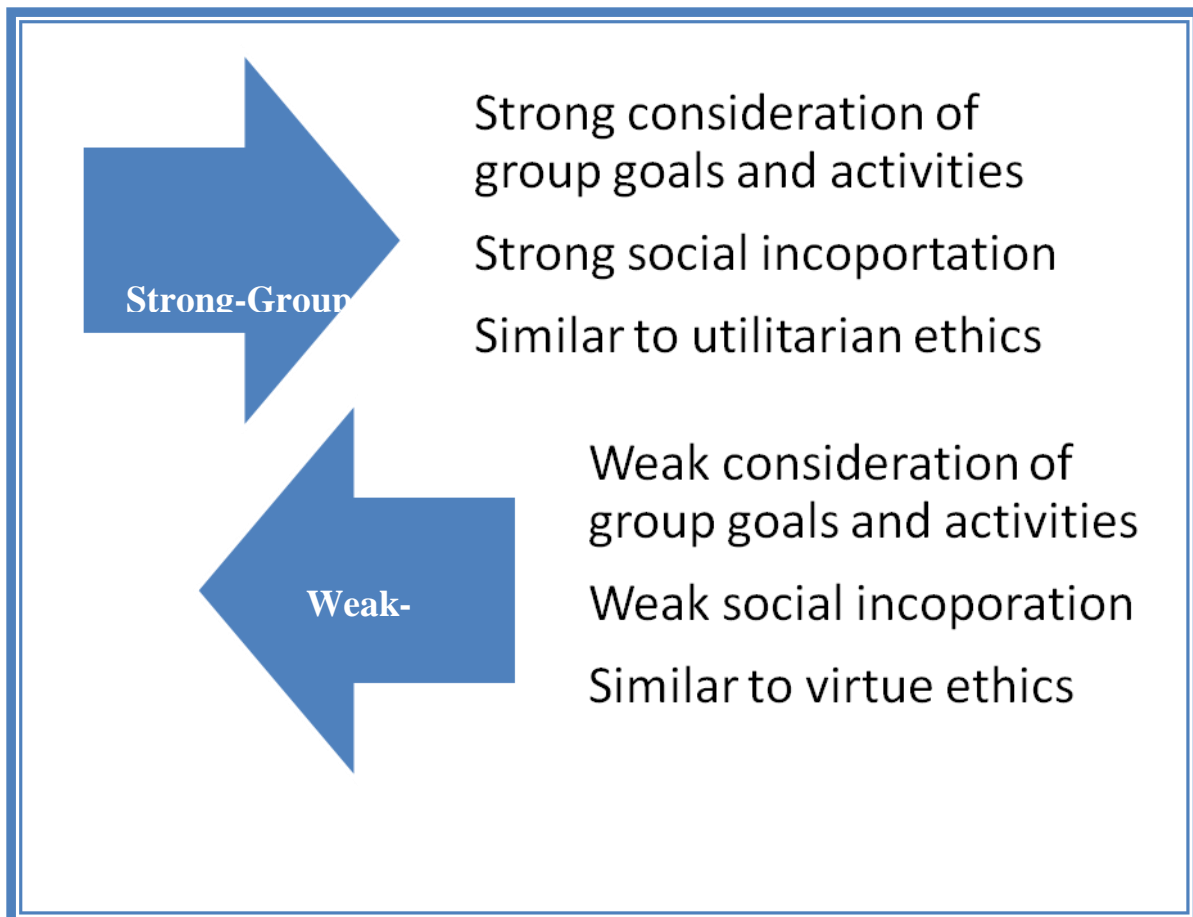 Strong consideration of
group goals and activities
Strong social incoportation
Strong-Group
Similar to utilitarian ethics
Weak consideration of
group goals and activities
Weak-
Weak social incoporation
Similar to virtue ethics